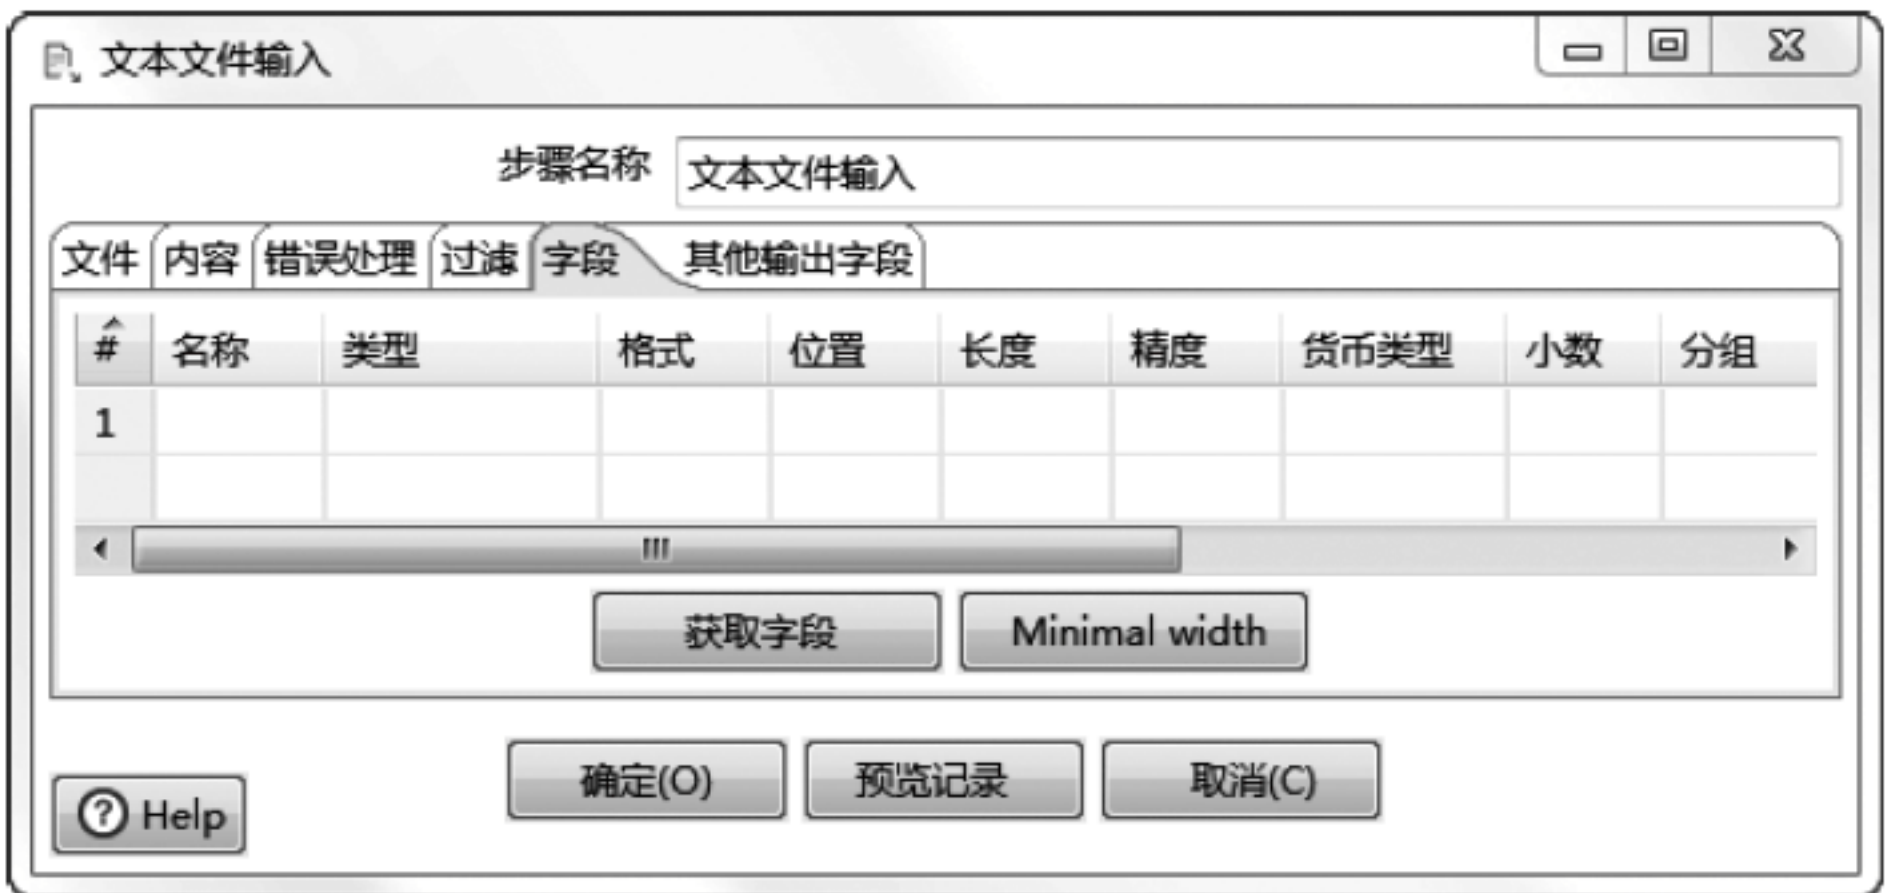 文本文件输入
步骤名称 文本文件输入
文件 内容 错误处理 过滤 字段 其他输出字段
# 名称 类型 格式 位置 长度 精度 货币类型 小数 分组
1
获取字段 Minimal width
确定(O) 预览记录 取消(C)
Help